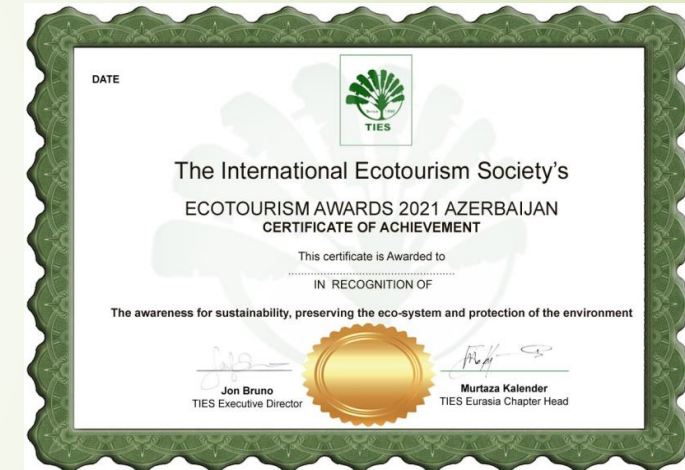 DATE
TIES
The International Ecotourism Society's
ECOTOURISM AWARDS 2021 AZERBAIJAN
CERTIFICATE OF ACHIEVEMENT
This certificate is Awarded to
................................................
IN RECOGNITION OF
The awareness for sustainability, preserving the eco-system and protection of the environment
Jon Bruno
TIES Executive Director
Murtaza Kalender
TIES Eurasia Chapter Head